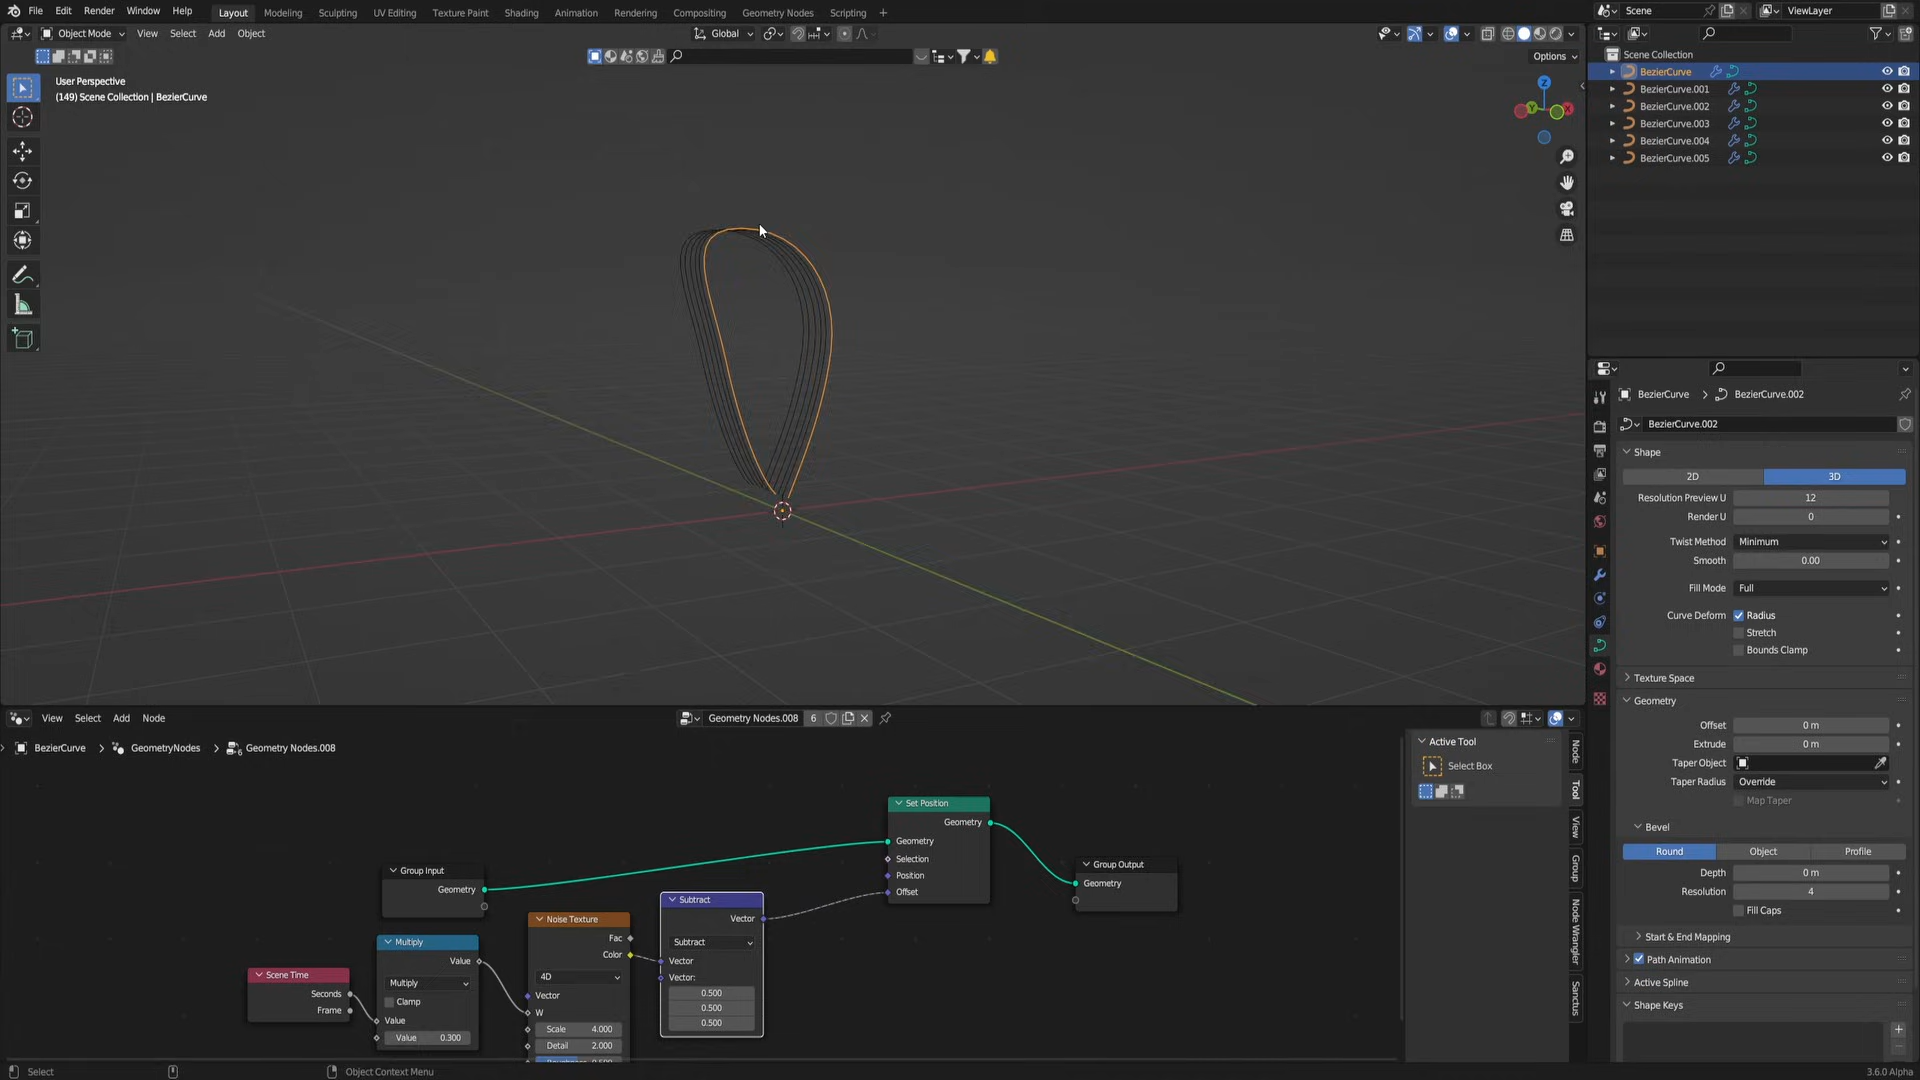 File Edit Render Window Help Layout Modeling Sculpting UV Editing Texture Paint Shading Animation Rendering Compositing Geometry Nodes Scripting + Scene ViewLayer
Object Mode View Select Add Object Global
Options
User Perspective
(149) Scene Collection | BezierCurve
Z
X
Y
Scene Collection
BezierCurve
BezierCurve.001
BezierCurve.002
BezierCurve.003
BezierCurve.004
BezierCurve.005
BezierCurve > BezierCurve.002
BezierCurve.002
Shape
2D 3D
Resolution Preview U 12
Render U 0
Twist Method Minimum
Smooth 0.00
Fill Mode Full
Curve Deform Radius
Stretch
Bounds Clamp
Texture Space
Geometry
Offset 0 m
Extrude 0 m
Taper Object
Taper Radius Override
Map Taper
Bevel
Round Object Profile
Depth 0 m
Resolution 4
Fill Caps
Start & End Mapping
Path Animation
Active Spline
Shape Keys
View Select Add Node Geometry Nodes.008 6
BezierCurve > GeometryNodes > Geometry Nodes.008
Active Tool
Select Box
Node
Tool
View
Group
Node Wrangler
Sanctus
Set Position
Geometry
Geometry
Selection
Position
Offset
Group Output
Geometry
Group Input
Geometry
Subtract
Vector
Subtract
Vector
Vector:
0.500
0.500
0.500
Noise Texture
Fac
Color
4D
Vector
W
Scale 4.000
Detail 2.000
Multiply
Value
Multiply
Clamp
Value
Value 0.300
Scene Time
Seconds
Frame
Select Object Context Menu 3.6.0 Alpha